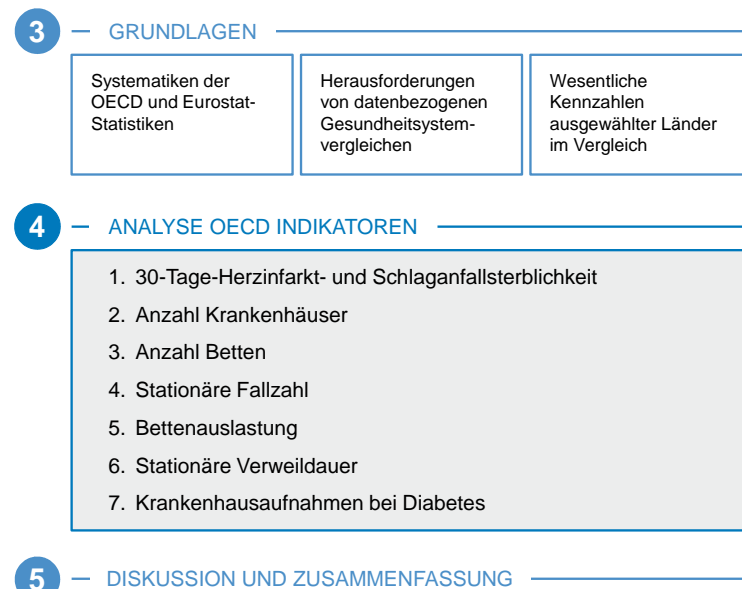 3 GRUNDLAGEN
Systematiken der
OECD und Eurostat-
Statistiken
Herausforderungen
von datenbezogenen
Gesundheitsystem-
vergleichen
Wesentliche
Kennzahlen
ausgewählter Länder
im Vergleich
4 ANALYSE OECD INDIKATOREN
1. 30-Tage-Herzinfarkt- und Schlaganfallsterblichkeit
2. Anzahl Krankenhäuser
3. Anzahl Betten
4. Stationäre Fallzahl
5. Bettenauslastung
6. Stationäre Verweildauer
7. Krankenhausaufnahmen bei Diabetes
5 DISKUSSION UND ZUSAMMENFASSUNG